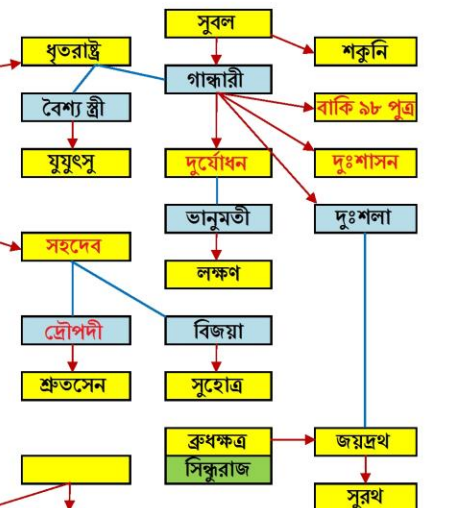 সুবল
ধৃতরাষ্ট্র
শকুনি
গান্ধারী
বৈশ্য স্ত্রী
বাকি ৯৮ পুত্র
যুযুৎসু
দুর্যোধন
দুঃশাসন
ভানুমতী
দুঃশলা
সহদেব
লক্ষণ
দ্রৌপদী
বিজয়া
শ্রুতসেন
সুহোত্র
ব্রুধক্ষত্র
জয়দ্রথ
সিন্ধুরাজ
সুরথ